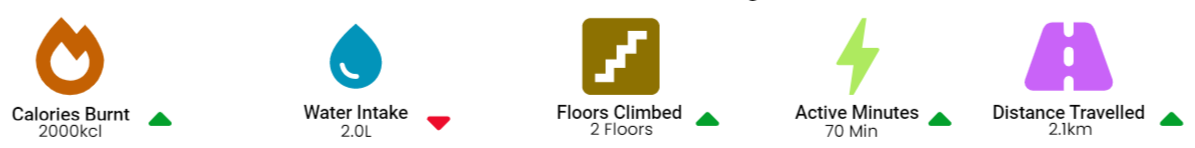 Calories Burnt
2000kcl
Water Intake
2.0L
Floors Climbed
2 Floors
Active Minutes
70 Min
Distance Travelled
2.1km